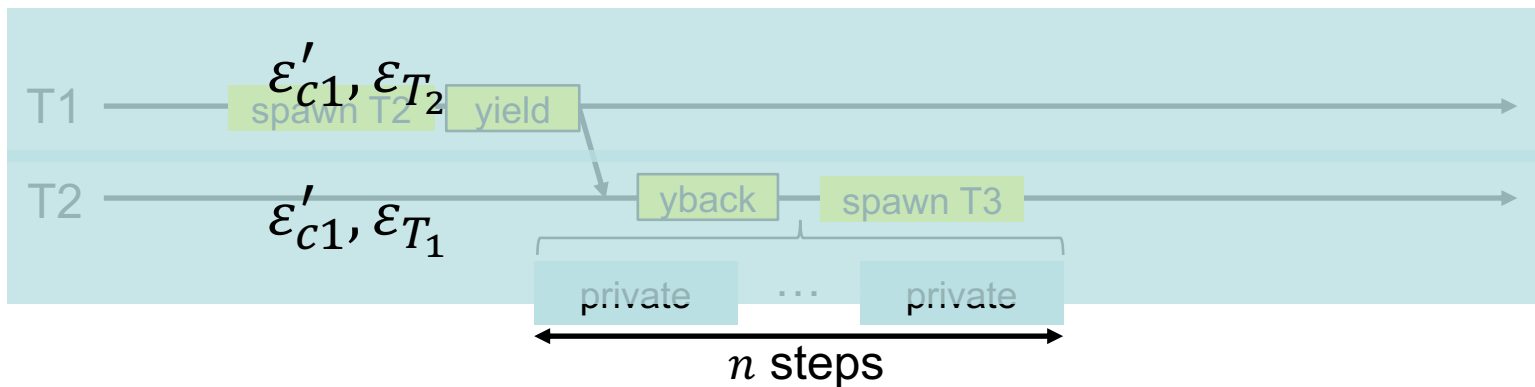 ε′c1, εT2
T1 spawn T2 yield
T2 yback spawn T3
ε′c1, εT1
private ... private
n steps